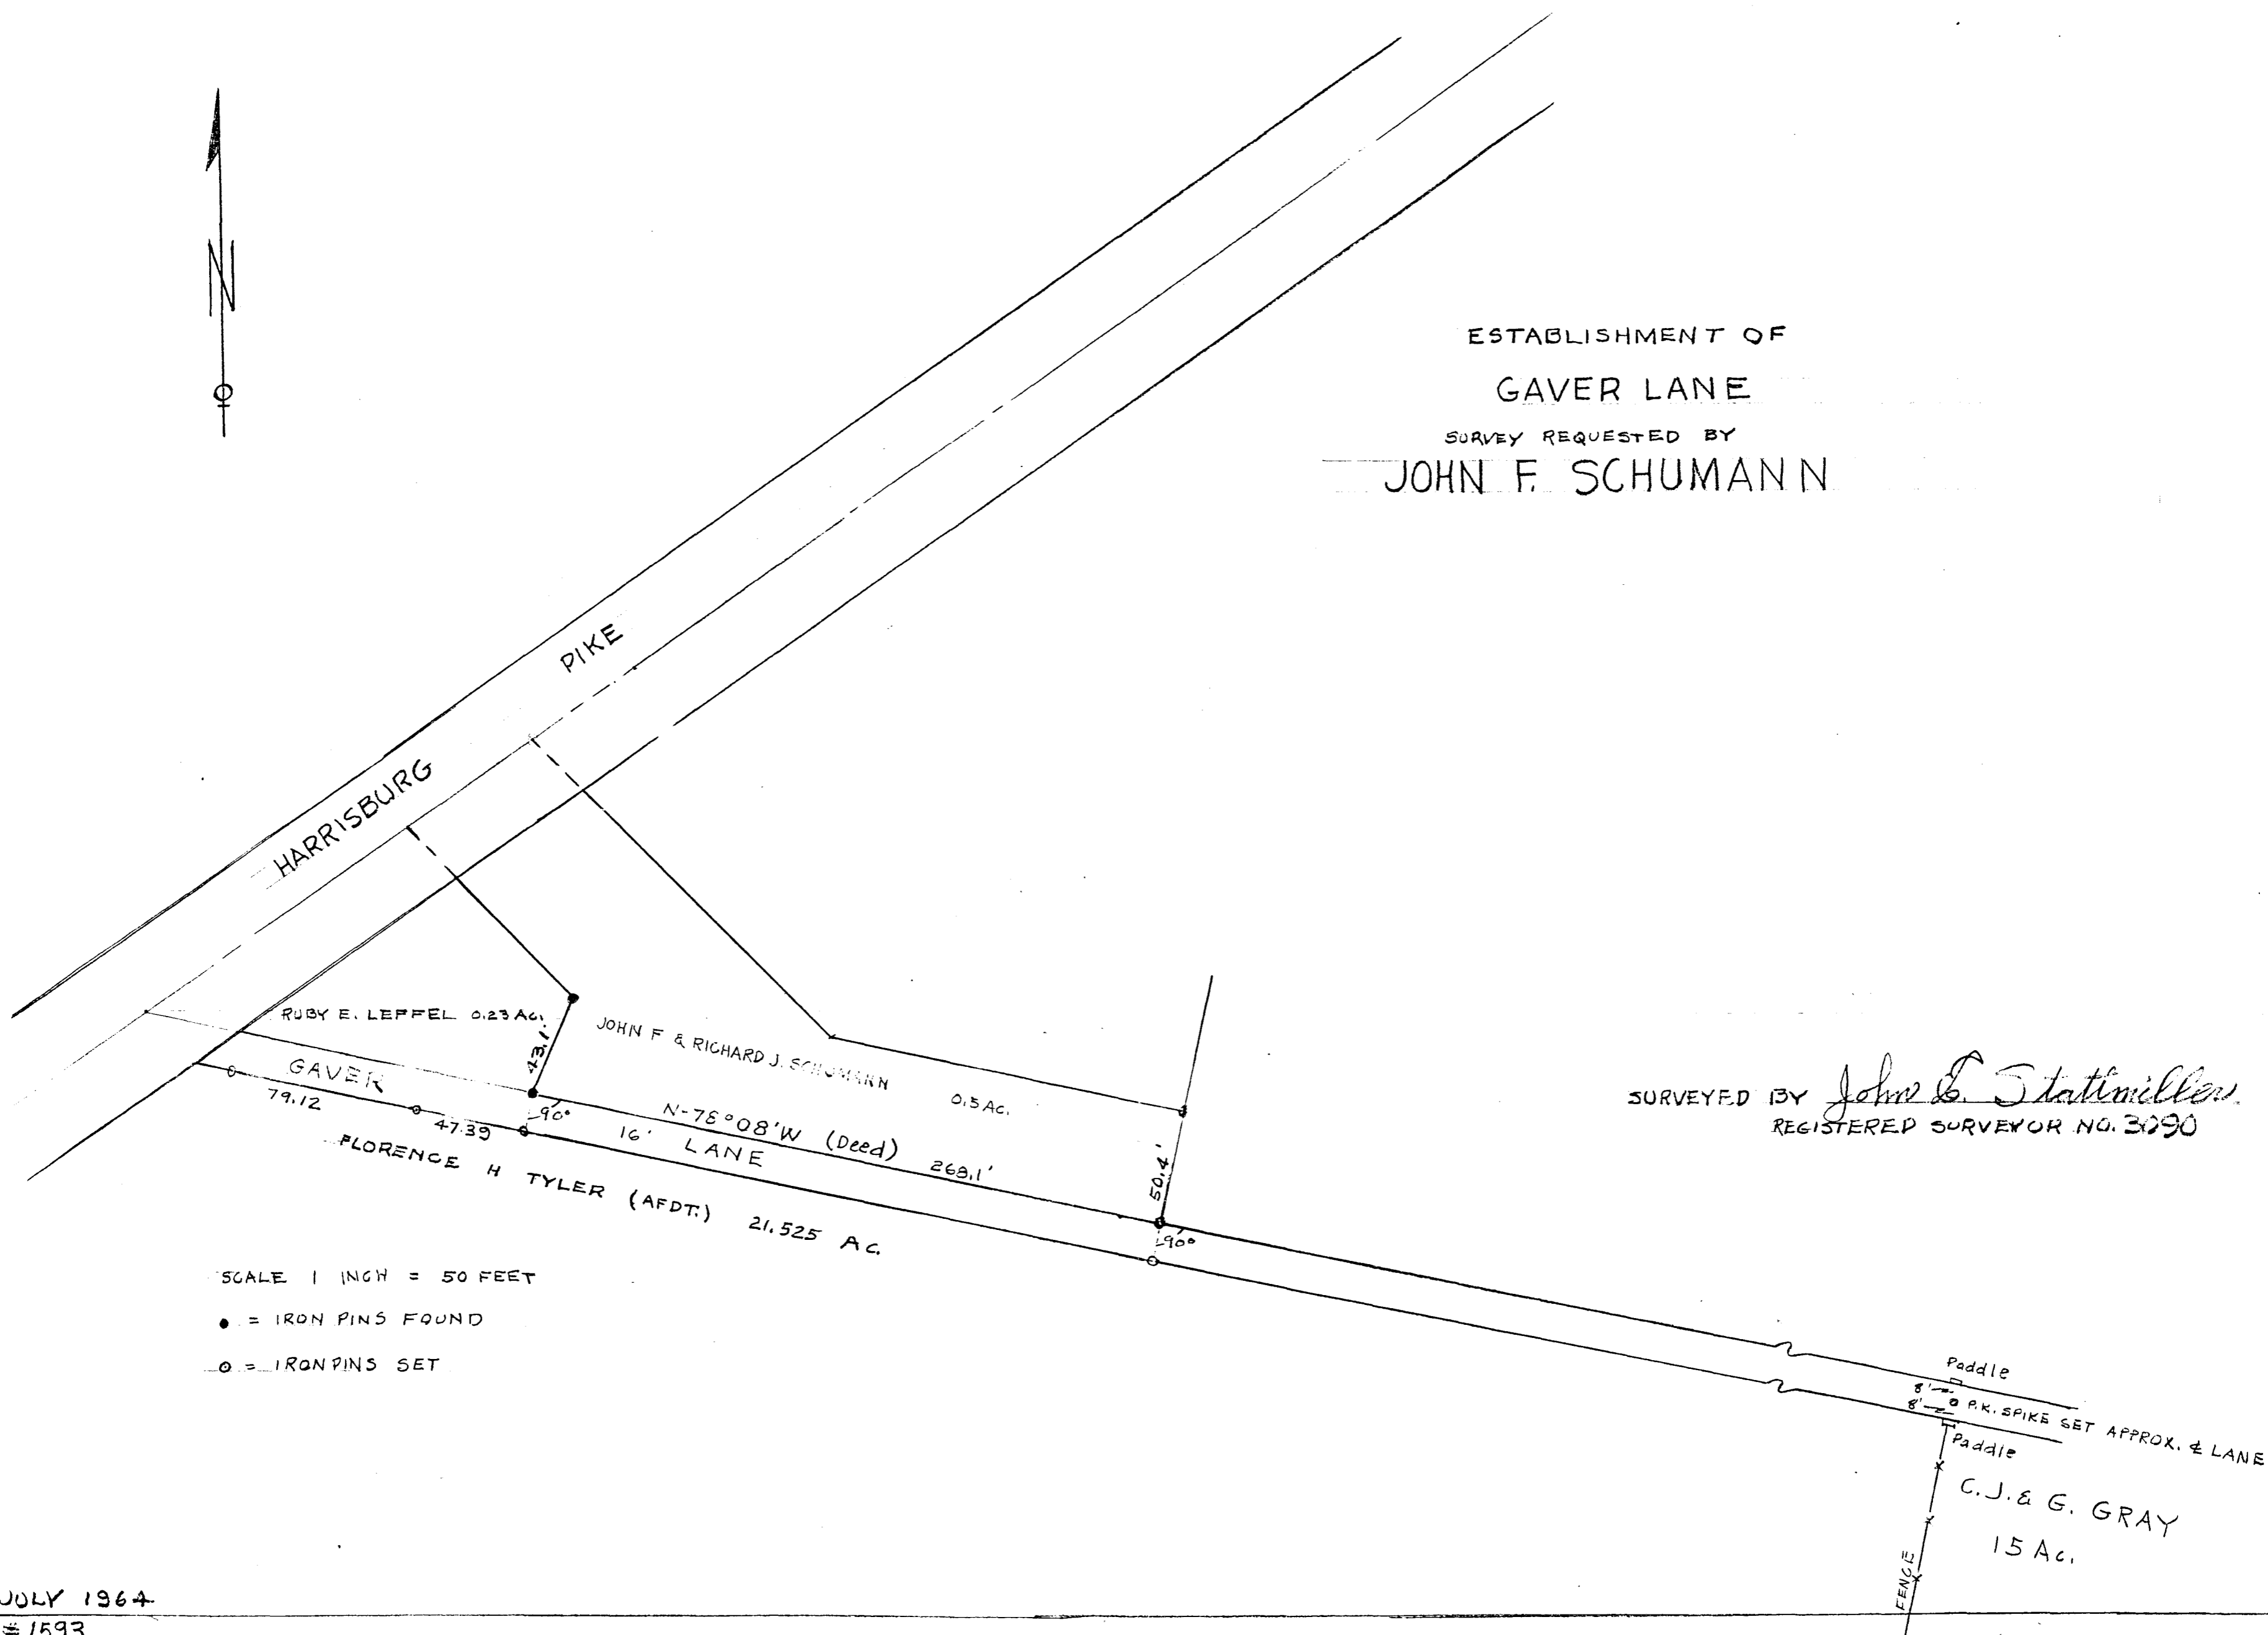 N
ESTABLISHMENT OF
GAVER LANE
SURVEY REQUESTED BY
JOHN F. SCHUMANN
HARRISBURG PIKE
RUBY E. LEFFEL 0.23 AC.
43.1'
JOHN F & RICHARD J. SCHUMANN 0.5 AC.
GAVER
79.12
47.39
90°
N-78°08'W (Deed)
16' LANE
50.4'
90°
FLORENCE H TYLER (AFDT.) 21.525 AC.
SURVEYED BY John E. Statlmiller
REGISTERED SURVEYOR NO. 3090
SCALE 1 INCH = 50 FEET
● = IRON PINS FOUND
○ = IRON PINS SET
Paddle
8'
8'
P.K. SPIKE SET APPROX. ℄ LANE
Paddle
C.J. & G. GRAY
15 Ac.
FENCE
JULY 1964
#1593